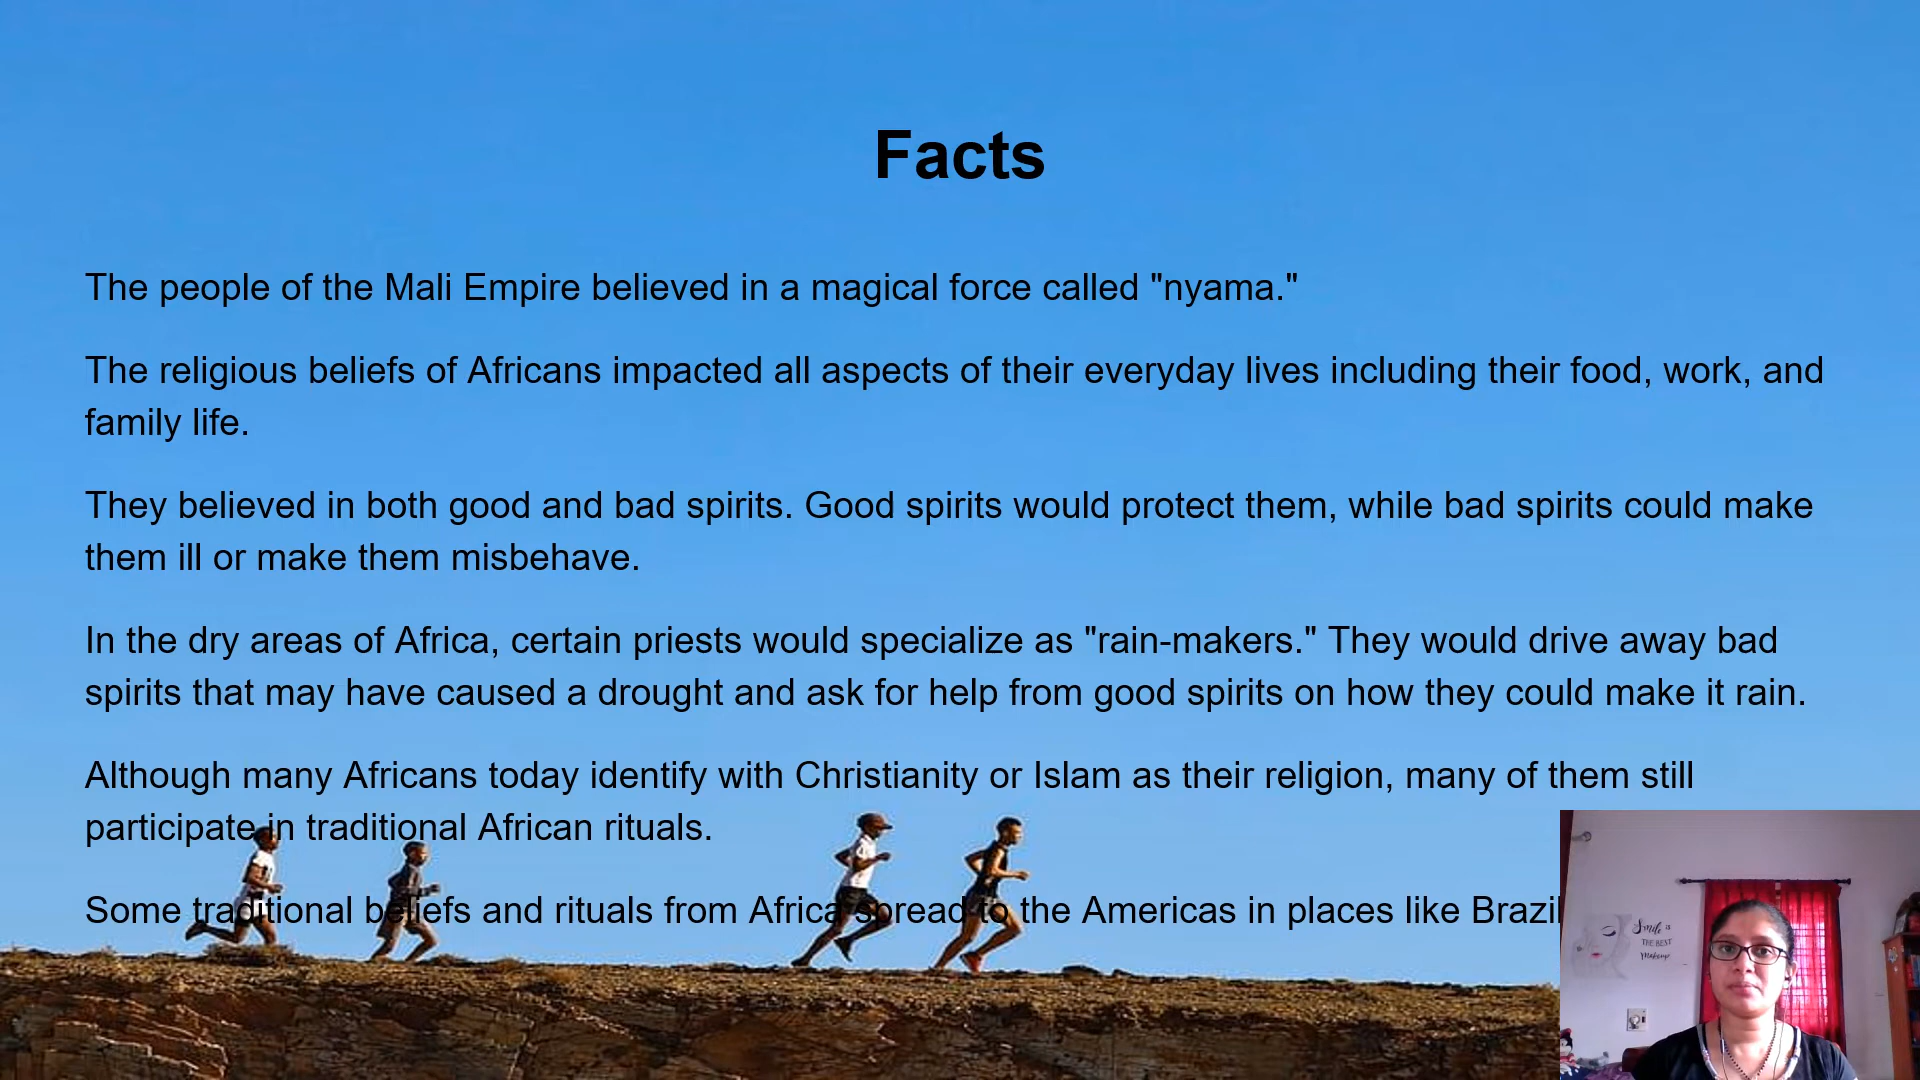 Facts
The people of the Mali Empire believed in a magical force called "nyama."
The religious beliefs of Africans impacted all aspects of their everyday lives including their food, work, and
family life.
They believed in both good and bad spirits. Good spirits would protect them, while bad spirits could make
them ill or make them misbehave.
In the dry areas of Africa, certain priests would specialize as "rain-makers." They would drive away bad
spirits that may have caused a drought and ask for help from good spirits on how they could make it rain.
Although many Africans today identify with Christianity or Islam as their religion, many of them still
participate in traditional African rituals.
Some traditional beliefs and rituals from Africa spread to the Americas in places like Brazil
Smile is
THE BEST
Makeup